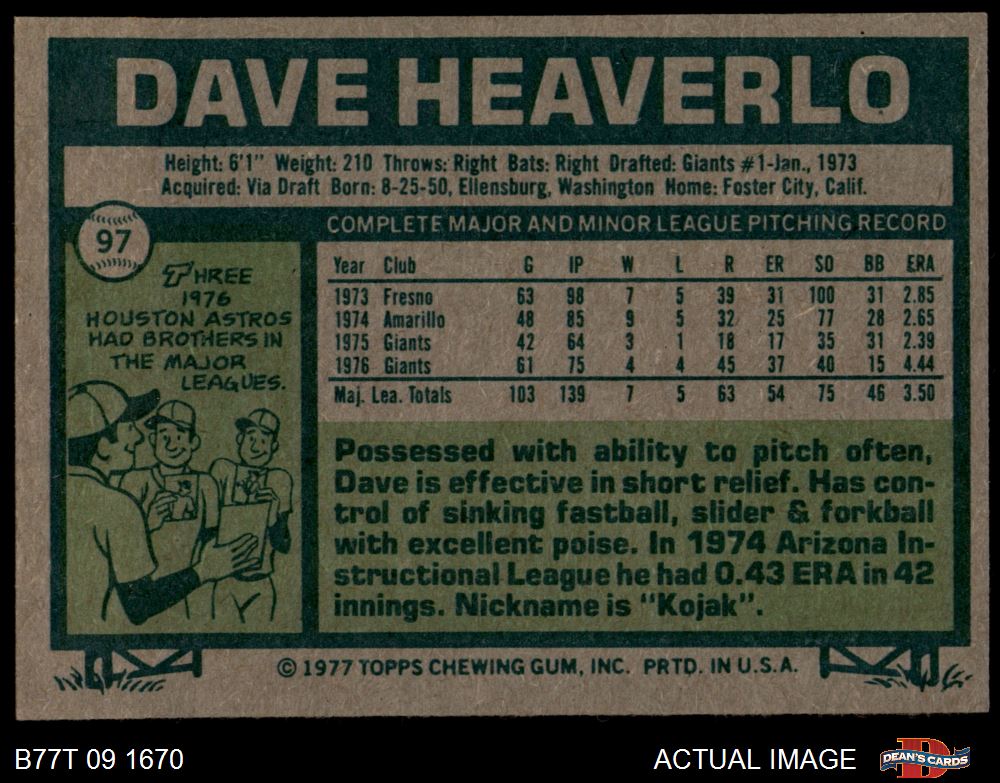 DAVE HEAVERLO
Height: 6'1" Weight: 210 Throws: Right Bats: Right Drafted: Giants #1-Jan., 1973
Acquired: Via Draft Born: 8-25-50, Ellensburg, Washington Home: Foster City, Calif.
97
THREE
1976
HOUSTON ASTROS
HAD BROTHERS IN
THE MAJOR
LEAGUES.
COMPLETE MAJOR AND MINOR LEAGUE PITCHING RECORD
Year Club G IP W L R ER SO BB ERA
1973 Fresno 63 98 7 5 39 31 100 31 2.85
1974 Amarillo 48 85 9 5 32 25 77 28 2.65
1975 Giants 42 64 3 1 18 17 35 31 2.39
1976 Giants 61 75 4 4 45 37 40 15 4.44
Maj. Lea. Totals 103 139 7 5 63 54 75 46 3.50
Possessed with ability to pitch often,
Dave is effective in short relief. Has con-
trol of sinking fastball, slider & forkball
with excellent poise. In 1974 Arizona In-
structional League he had 0.43 ERA in 42
innings. Nickname is "Kojak".
© 1977 TOPPS CHEWING GUM, INC. PRTD. IN U.S.A.
B77T 09 1670
ACTUAL IMAGE
DEAN'S CARDS